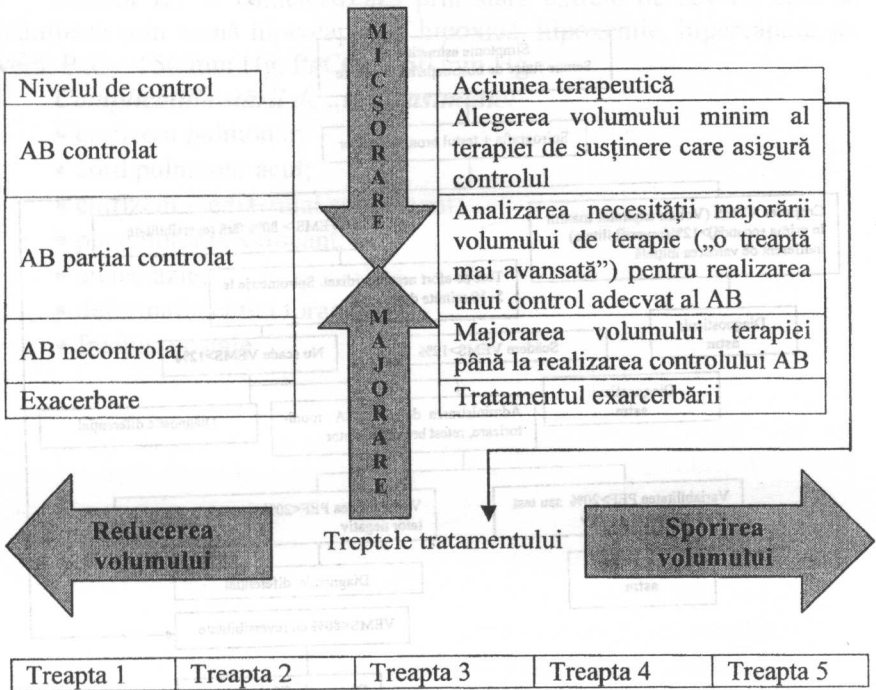 Nivelul de control
AB controlat
AB parțial controlat
AB necontrolat
Exacerbare
MICȘORARE
MAJORARE
Acțiunea terapeutică
Alegerea volumului minim al
terapiei de susținere care asigură
controlul
Analizarea necesității majorării
volumului de terapie („o treaptă
mai avansată”) pentru realizarea
unui control adecvat al AB
Majorarea volumului terapiei
până la realizarea controlului AB
Tratamentul exarcerbării
Reducerea
volumului
Treptele tratamentului
Sporirea
volumului
Treapta 1 Treapta 2 Treapta 3 Treapta 4 Treapta 5